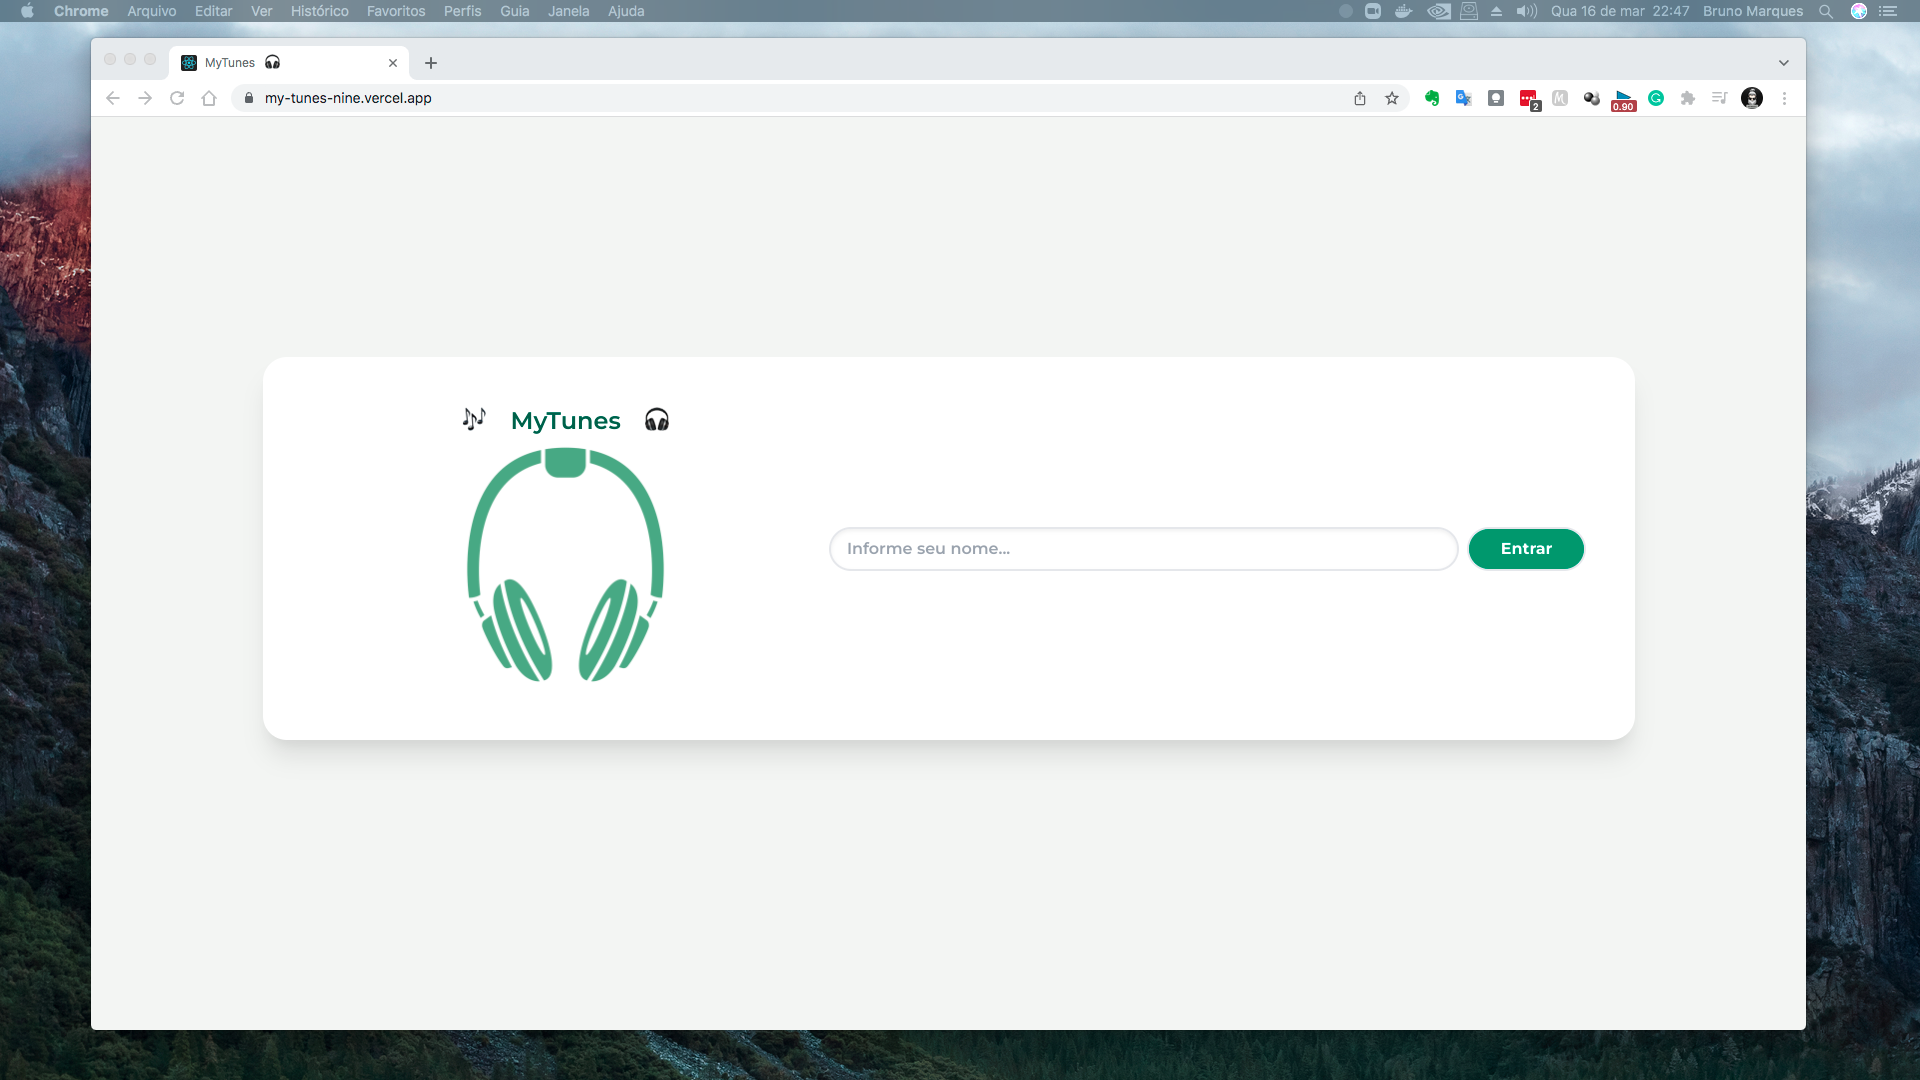 Chrome Arquivo Editar Ver Histórico Favoritos Perfis Guia Janela Ajuda Qua 16 de mar 22:47 Bruno Marques
MyTunes
my-tunes-nine.vercel.app
2
0.90
MyTunes
Informe seu nome...
Entrar